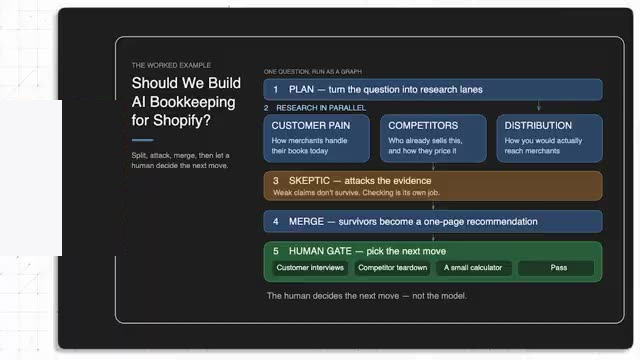 THE WORKED EXAMPLE
Should We Build
AI Bookkeeping
for Shopify?
Split, attack, merge, then let a
human decide the next move.
ONE QUESTION, RUN AS A GRAPH
1 PLAN — turn the question into research lanes
2 RESEARCH IN PARALLEL
CUSTOMER PAIN
How merchants handle
their books today
COMPETITORS
Who already sells this,
and how they price it
DISTRIBUTION
How you would actually
reach merchants
3 SKEPTIC — attacks the evidence
Weak claims don't survive. Checking is its own job.
4 MERGE — survivors become a one-page recommendation
5 HUMAN GATE — pick the next move
Customer interviews
Competitor teardown
A small calculator
Pass
The human decides the next move — not the model.